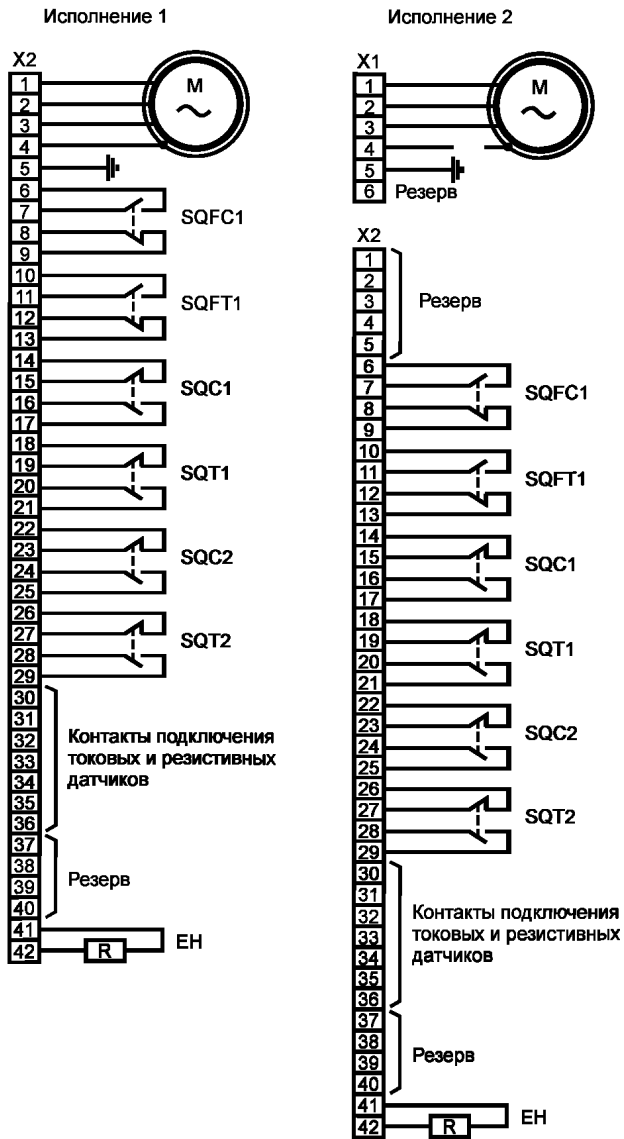 Исполнение 1
X2
1
2
3
4
5
6
7
8
9
10
11
12
13
14
15
16
17
18
19
20
21
22
23
24
25
26
27
28
29
30
31
32
33
34
35
36
37
38
39
40
41
42
M
SQFC1
SQFT1
SQC1
SQT1
SQC2
SQT2
Контакты подключения
токовых и резистивных
датчиков
Резерв
R
EH
Исполнение 2
X1
1
2
3
4
5
6
M
Резерв
X2
1
2
3
4
5
6
7
8
9
10
11
12
13
14
15
16
17
18
19
20
21
22
23
24
25
26
27
28
29
30
31
32
33
34
35
36
37
38
39
40
41
42
Резерв
SQFC1
SQFT1
SQC1
SQT1
SQC2
SQT2
Контакты подключения
токовых и резистивных
датчиков
Резерв
R
EH